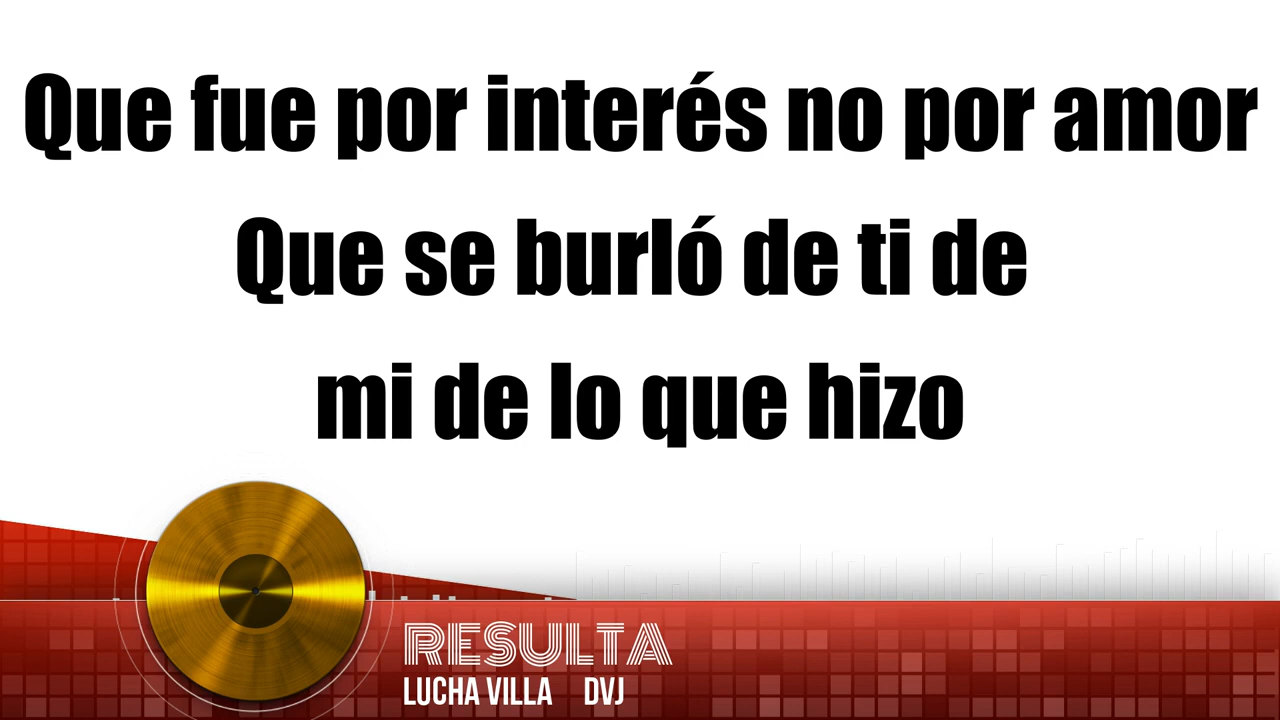 Que fue por interés no por amor
Que se burló de ti de
mi de lo que hizo
RESULTA
LUCHA VILLA DVJ